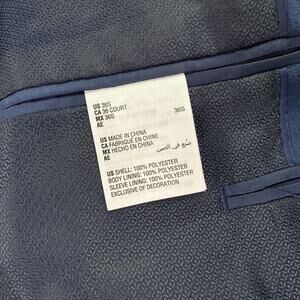 US 36S
CA 36 COURT
MX 36S
AE 36S
US MADE IN CHINA
CA FABRIQUÉ EN CHINE
MX HECHO EN CHINA
AE صنع في الصين
US SHELL: 100% POLYESTER
BODY LINING: 100% POLYESTER
SLEEVE LINING: 100% POLYESTER
EXCLUSIVE OF DECORATION